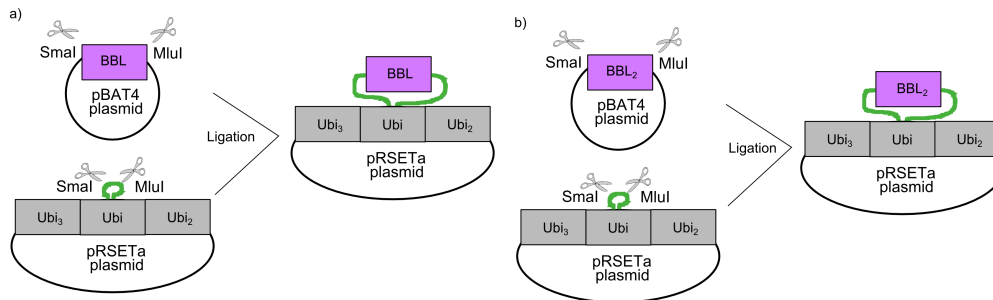 a)
SmaI
BBL
MluI
pBAT4
plasmid
Ligation
SmaI
MluI
Ubi₃
Ubi
Ubi₂
pRSETa
plasmid
BBL
Ubi₃
Ubi
Ubi₂
pRSETa
plasmid
b)
SmaI
BBL₂
MluI
pBAT4
plasmid
Ligation
SmaI
MluI
Ubi₃
Ubi
Ubi₂
pRSETa
plasmid
BBL₂
Ubi₃
Ubi
Ubi₂
pRSETa
plasmid